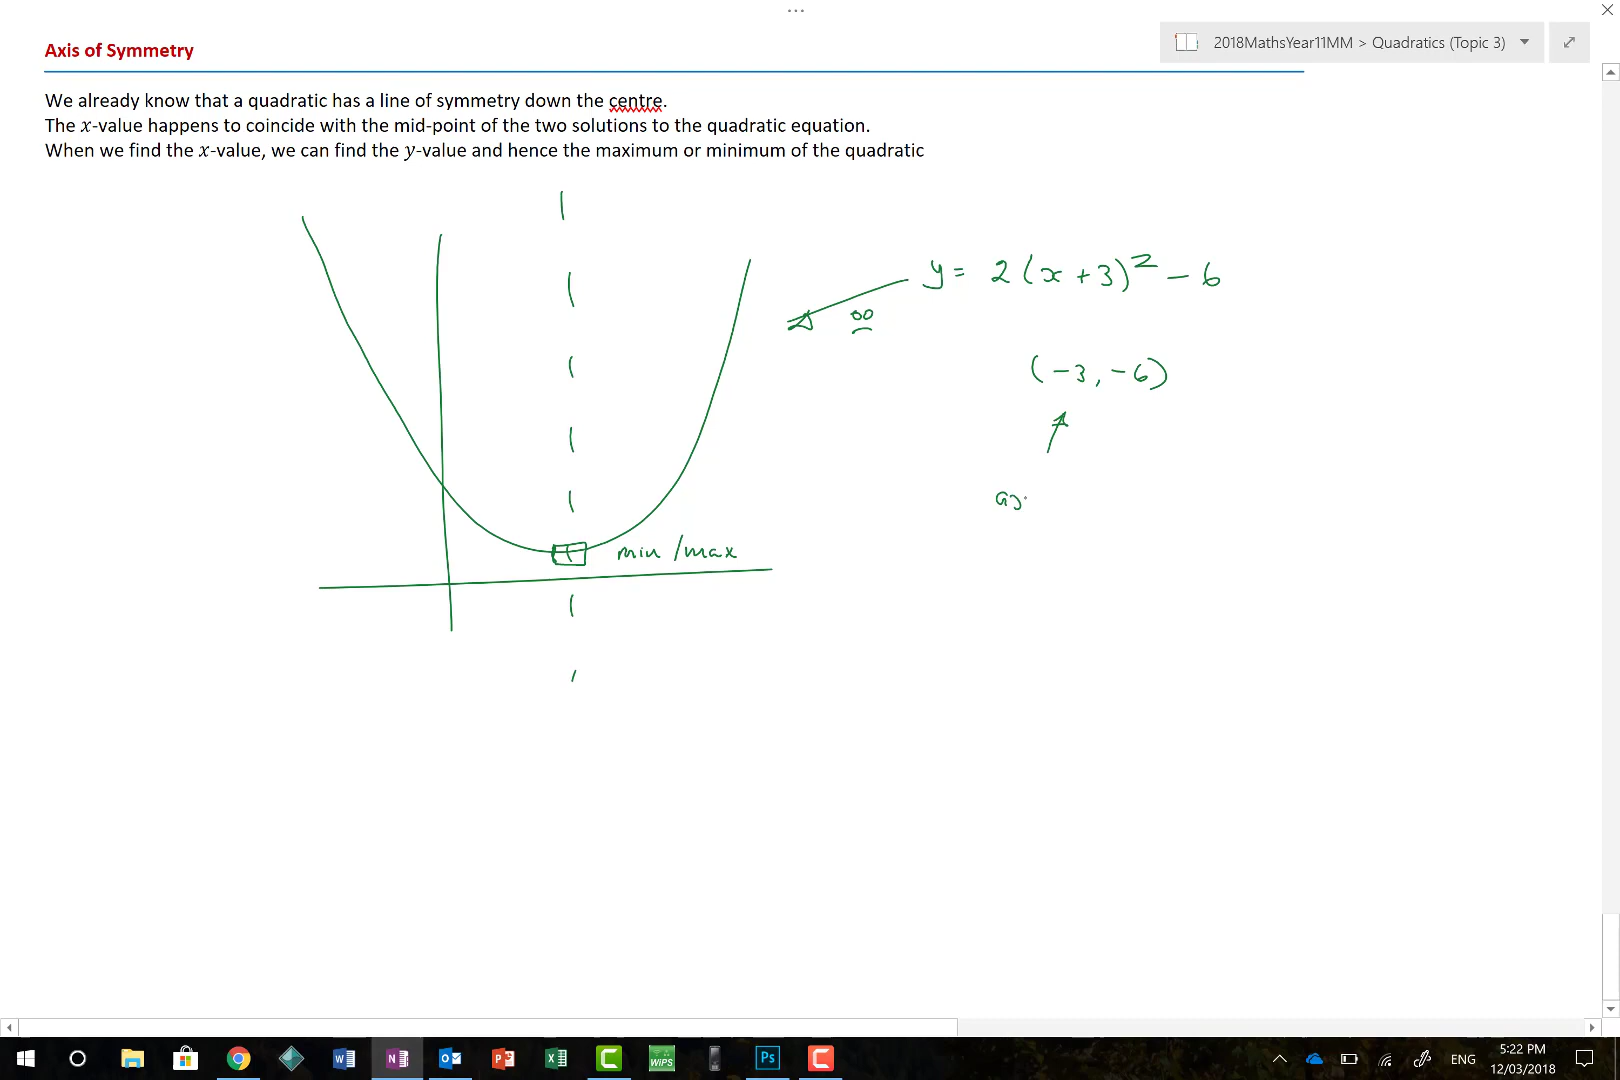 Axis of Symmetry
2018MathsYear11MM > Quadratics (Topic 3)
We already know that a quadratic has a line of symmetry down the centre.
The x-value happens to coincide with the mid-point of the two solutions to the quadratic equation.
When we find the x-value, we can find the y-value and hence the maximum or minimum of the quadratic
y = 2(x+3)² - 6
(-3, -6)
min/max
ENG
5:22 PM
12/03/2018
WiPS
Ps